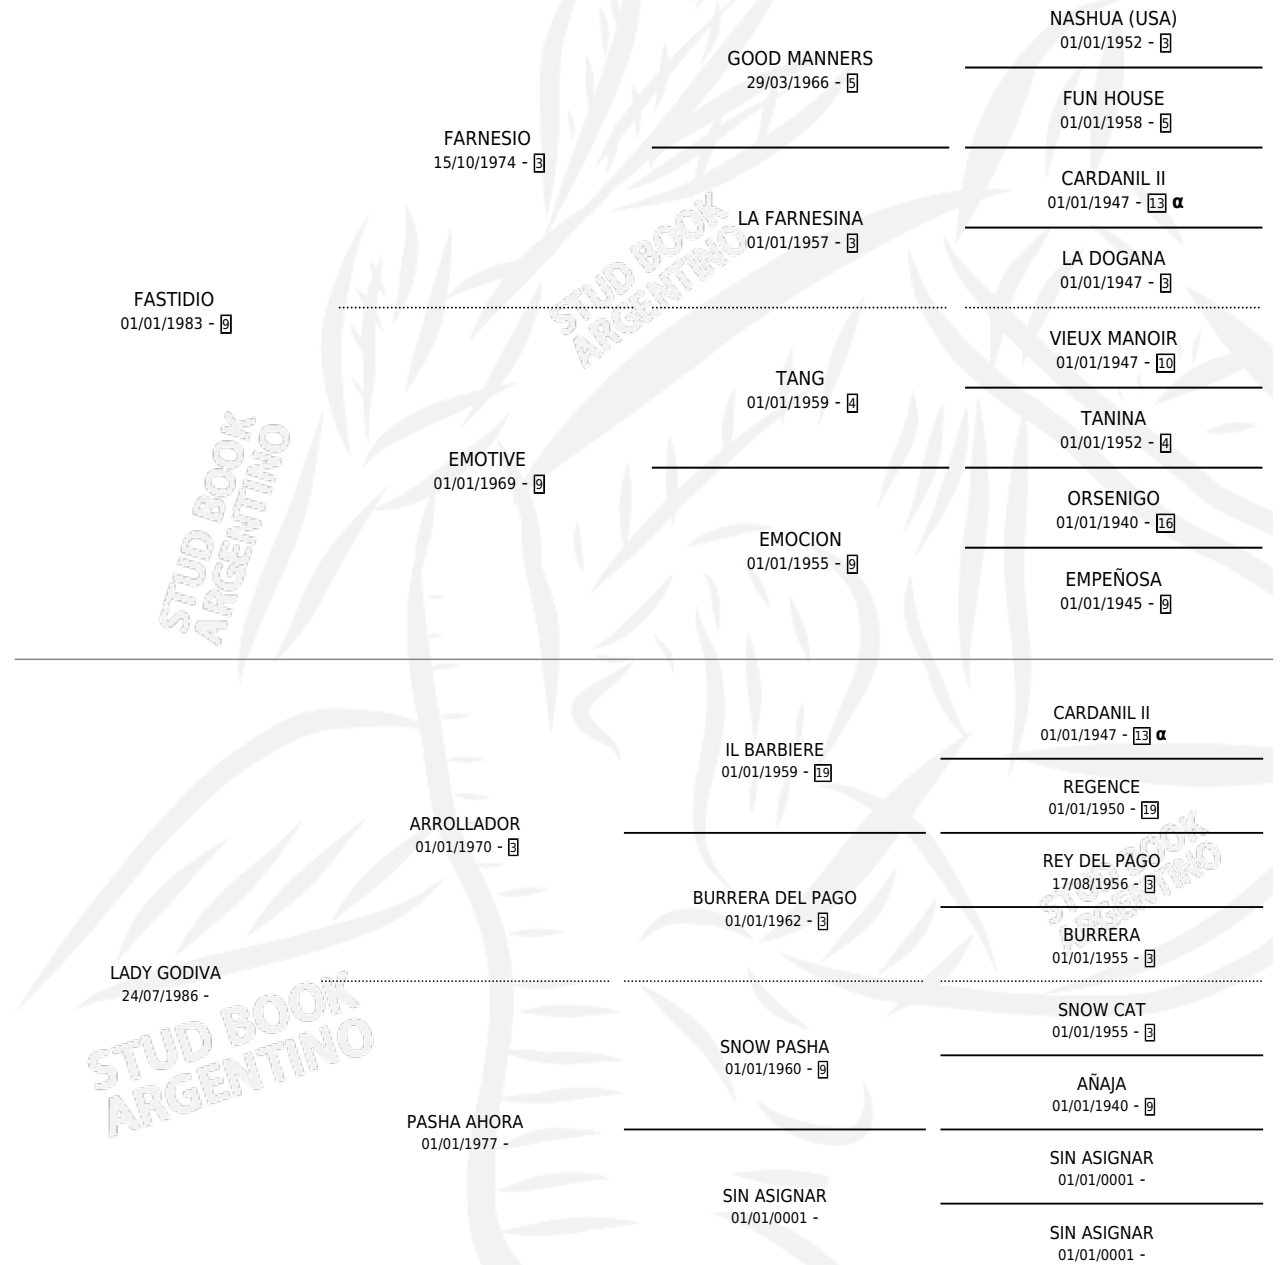 NASHUA (USA)
01/01/1952 - 3
GOOD MANNERS
29/03/1966 - 5
FUN HOUSE
01/01/1958 - 5
FARNESIO
15/10/1974 - 3
CARDANIL II
01/01/1947 - 13 α
LA FARNESINA
01/01/1957 - 3
LA DOGANA
01/01/1947 - 3
FASTIDIO
01/01/1983 - 9
VIEUX MANOIR
01/01/1947 - 10
TANG
01/01/1959 - 4
TANINA
01/01/1952 - 4
EMOTIVE
01/01/1969 - 9
ORSENIGO
01/01/1940 - 16
EMOCION
01/01/1955 - 9
EMPEÑOSA
01/01/1945 - 9
STUD BOOK
ARGENTINO
STUD BOOK
ARGENTINO
CARDANIL II
01/01/1947 - 13 α
IL BARBIERE
01/01/1959 - 19
REGENCE
01/01/1950 - 19
ARROLLADOR
01/01/1970 - 3
REY DEL PAGO
17/08/1956 - 3
BURRERA DEL PAGO
01/01/1962 - 3
BURRERA
01/01/1955 - 3
LADY GODIVA
24/07/1986 -
SNOW CAT
01/01/1955 - 3
SNOW PASHA
01/01/1960 - 9
AÑAJA
01/01/1940 - 9
PASHA AHORA
01/01/1977 -
SIN ASIGNAR
01/01/0001 -
SIN ASIGNAR
01/01/0001 -
SIN ASIGNAR
01/01/0001 -
STUD BOOK
ARGENTINO
STUD BOOK
ARGENTINO